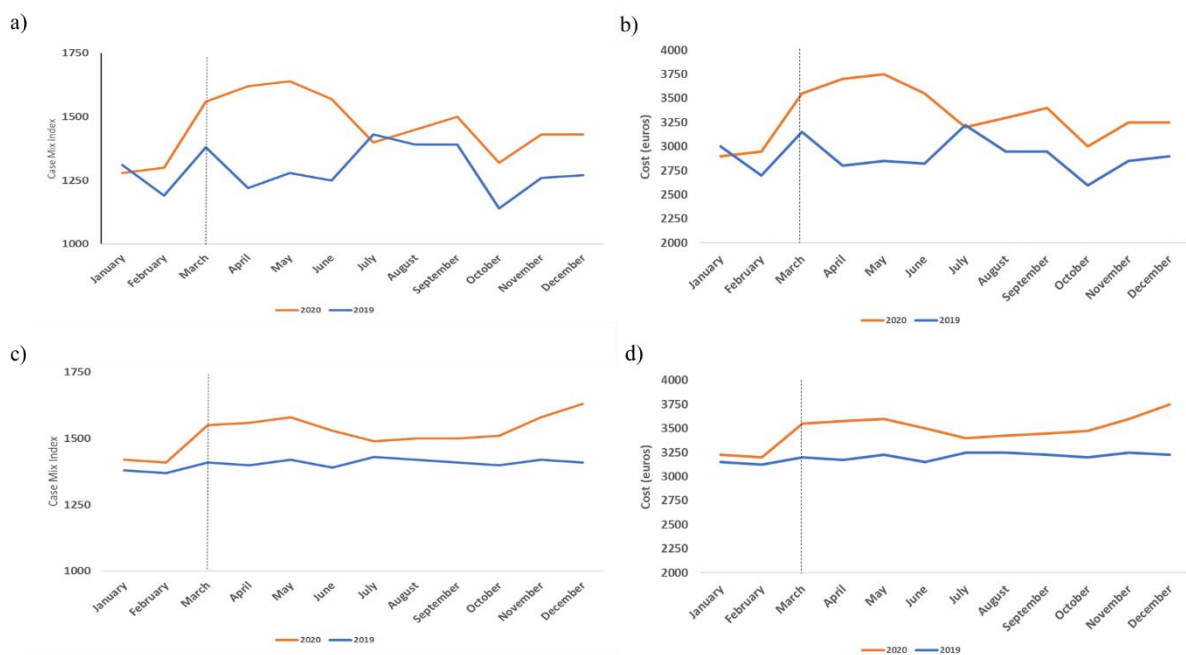 a)
Case Mix Index
1750
1500
1250
1000
January
February
March
April
May
June
July
August
September
October
November
December
2020
2019
b)
Cost (euros)
4000
3750
3500
3250
3000
2750
2500
2250
2000
January
February
March
April
May
June
July
August
September
October
November
December
2020
2019
c)
Case Mix Index
1750
1500
1250
1000
January
February
March
April
May
June
July
August
September
October
November
December
2020
2019
d)
Cost (euros)
4000
3750
3500
3250
3000
2750
2500
2250
2000
January
February
March
April
May
June
July
August
September
October
November
December
2020
2019